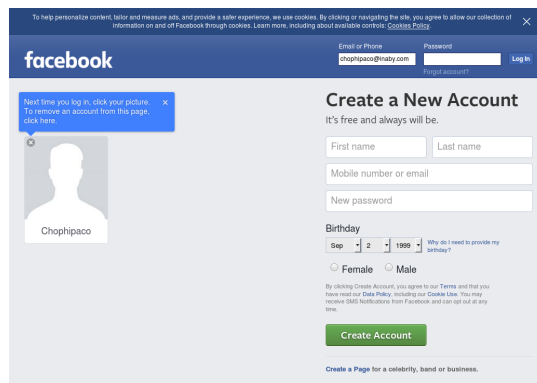 To help personalize content, tailor and measure ads, and provide a safer experience, we use cookies. By clicking or navigating the site, you agree to allow our collection of
information on and off Facebook through cookies. Learn more, including about available controls: Cookies Policy.
facebook
Email or Phone
Password
chophipaco@inaby.com
Log In
Forgot account?
Next time you log in, click your picture.
To remove an account from this page,
click here.
Chophipaco
Create a New Account
It's free and always will be.
First name
Last name
Mobile number or email
New password
Birthday
Sep 2 1999
Why do I need to provide my
birthday?
Female Male
By clicking Create Account, you agree to our Terms and that you
have read our Data Policy, including our Cookie Use. You may
receive SMS Notifications from Facebook and can opt out at any
time.
Create Account
Create a Page for a celebrity, band or business.